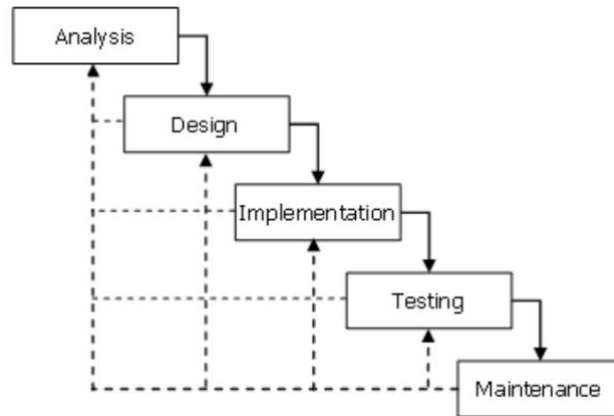 Analysis
Design
Implementation
Testing
Maintenance